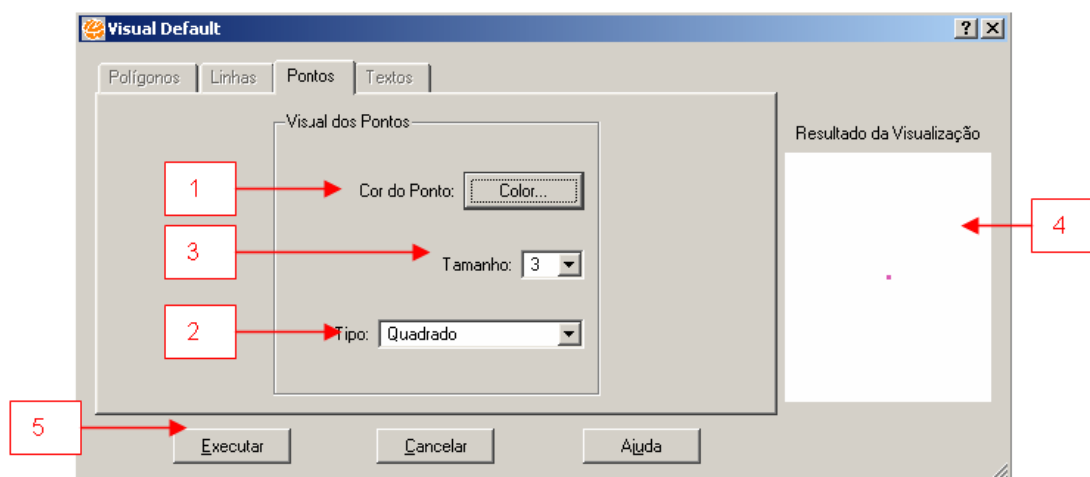 Visual Default
Polígonos Linhas Pontos Textos
Visual dos Pontos
Resultado da Visualização
1 Cor do Ponto: Color...
4
3 Tamanho: 3
2 Tipo: Quadrado
5
Executar Cancelar Ajuda